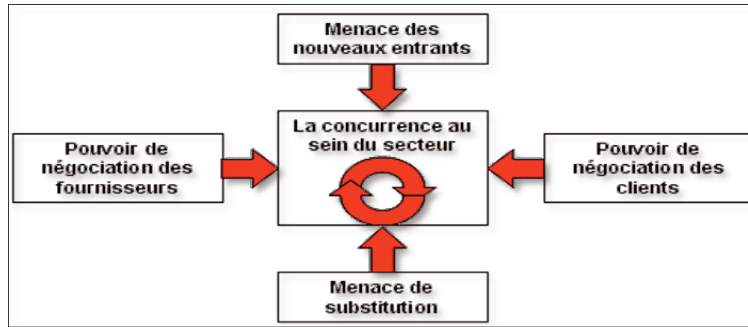 Menace des
nouveaux entrants
La concurrence au
sein du secteur
Pouvoir de
négociation des
fournisseurs
Pouvoir de
négociation des
clients
Menace de
substitution